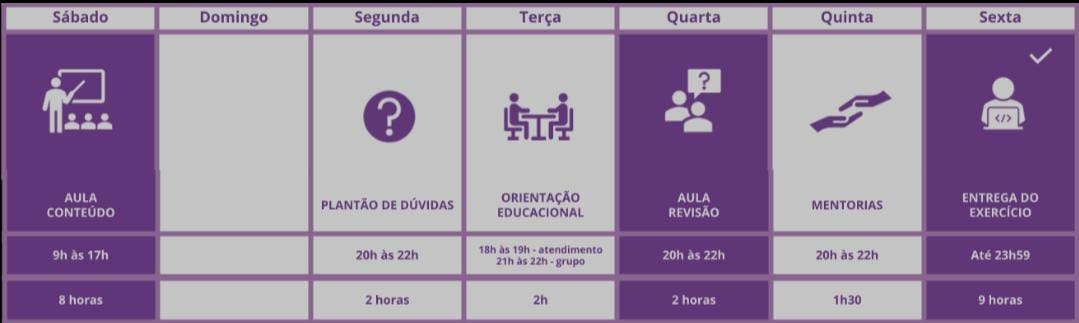 Sábado
Domingo
Segunda
Terça
Quarta
Quinta
Sexta
?
</>
AULA
CONTEÚDO
PLANTÃO DE DÚVIDAS
ORIENTAÇÃO
EDUCACIONAL
AULA
REVISÃO
MENTORIAS
ENTREGA DO
EXERCÍCIO
9h às 17h
20h às 22h
18h às 19h - atendimento
21h às 22h - grupo
20h às 22h
20h às 22h
Até 23h59
8 horas
2 horas
2h
2 horas
1h30
9 horas